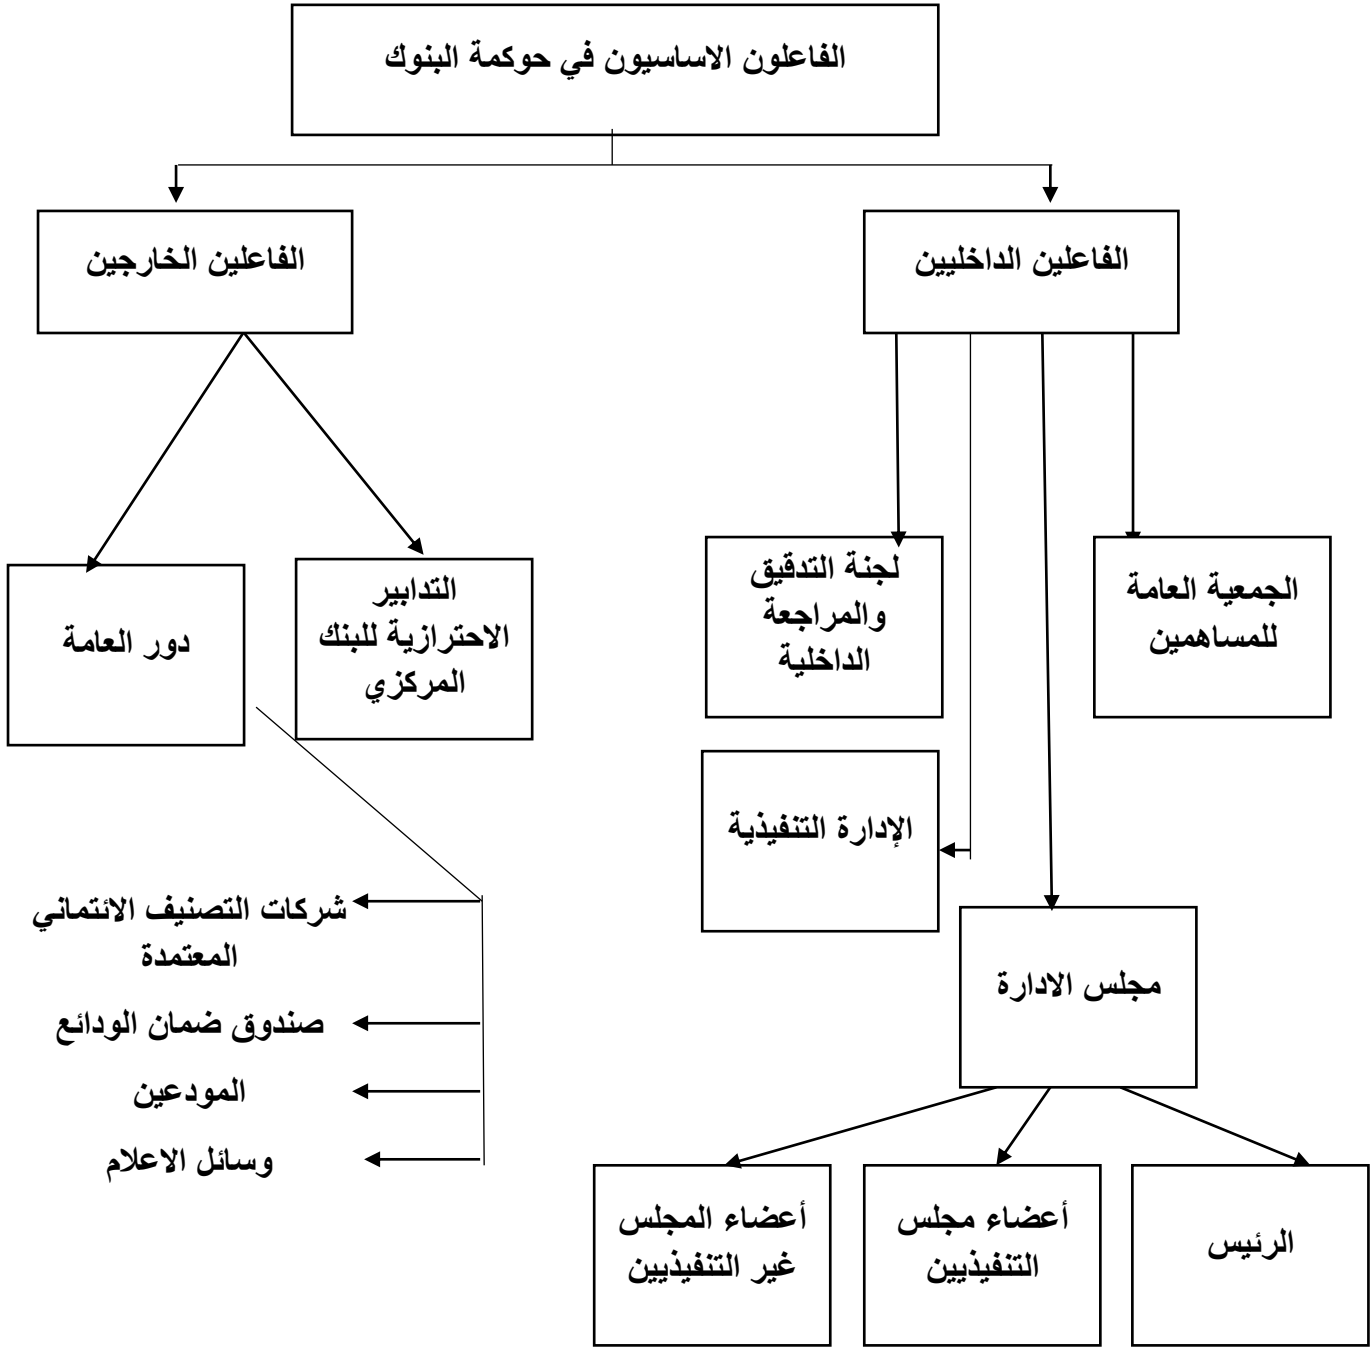 الفاعلون الاساسيون في حوكمة البنوك
الفاعلين الداخليين
الفاعلين الخارجين
الجمعية العامة
للمساهمين
لجنة التدقيق
والمراجعة
الداخلية
التدابير
الاحترازية للبنك
المركزي
دور العامة
الإدارة التنفيذية
مجلس الادارة
شركات التصنيف الائتماني
المعتمدة
صندوق ضمان الودائع
المودعين
وسائل الاعلام
الرئيس
أعضاء مجلس
التنفيذيين
أعضاء المجلس
غير التنفيذيين